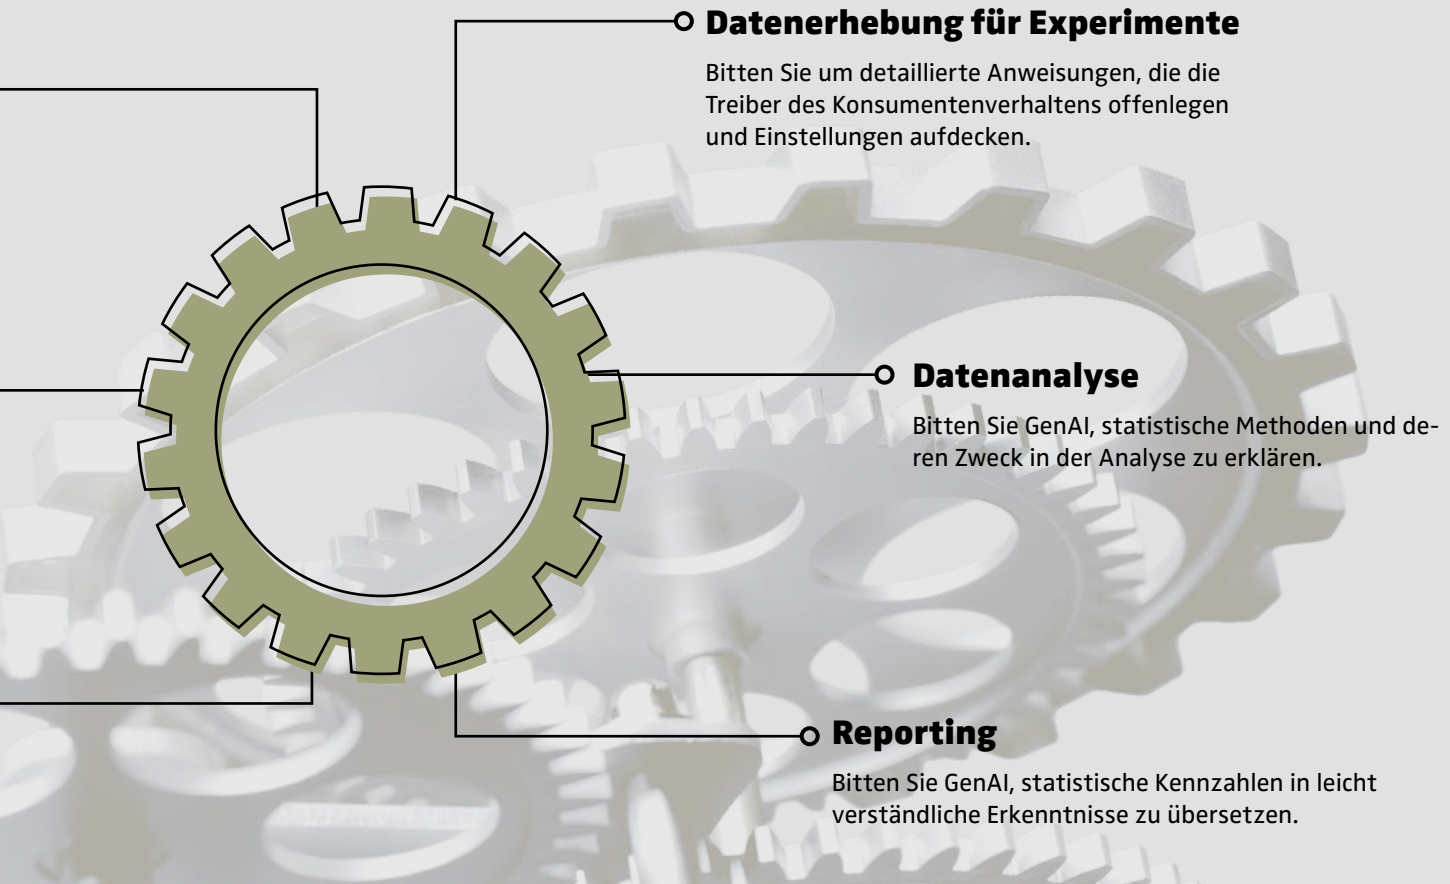 Datenerhebung für Experimente
Bitten Sie um detaillierte Anweisungen, die die
Treiber des Konsumentenverhaltens offenlegen
und Einstellungen aufdecken.
Datenanalyse
Bitten Sie GenAI, statistische Methoden und de-
ren Zweck in der Analyse zu erklären.
Reporting
Bitten Sie GenAI, statistische Kennzahlen in leicht
verständliche Erkenntnisse zu übersetzen.